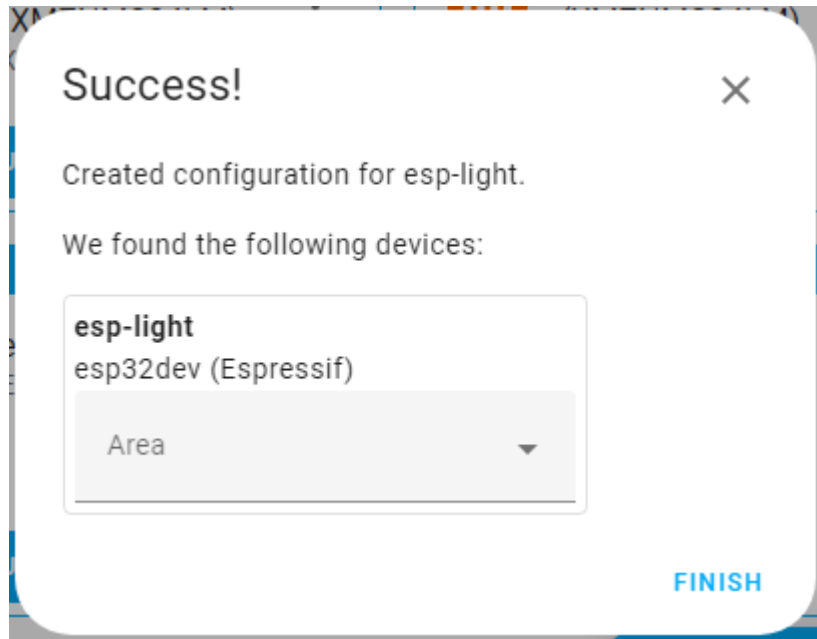 Success!
Created configuration for esp-light.
We found the following devices:
esp-light
esp32dev (Espressif)
Area
FINISH